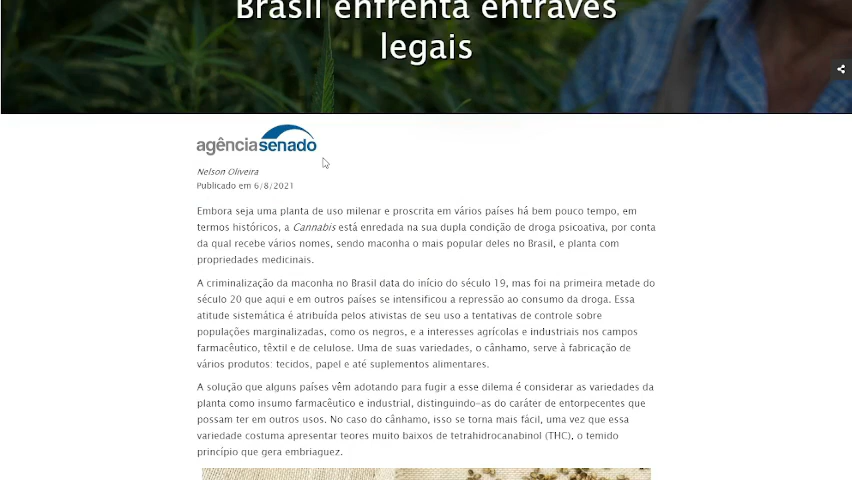 Brasil enfrenta entraves
legais
agênciasenado
Nelson Oliveira
Publicado em 6/8/2021
Embora seja uma planta de uso milenar e proscrita em vários países há bem pouco tempo, em
termos históricos, a Cannabis está enredada na sua dupla condição de droga psicoativa, por conta
da qual recebe vários nomes, sendo maconha o mais popular deles no Brasil, e planta com
propriedades medicinais.
A criminalização da maconha no Brasil data do início do século 19, mas foi na primeira metade do
século 20 que aqui e em outros países se intensificou a repressão ao consumo da droga. Essa
atitude sistemática é atribuída pelos ativistas de seu uso a tentativas de controle sobre
populações marginalizadas, como os negros, e a interesses agrícolas e industriais nos campos
farmacêutico, têxtil e de celulose. Uma de suas variedades, o cânhamo, serve à fabricação de
vários produtos: tecidos, papel e até suplementos alimentares.
A solução que alguns países vêm adotando para fugir a esse dilema é considerar as variedades da
planta como insumo farmacêutico e industrial, distinguindo-as do caráter de entorpecentes que
possam ter em outros usos. No caso do cânhamo, isso se torna mais fácil, uma vez que essa
variedade costuma apresentar teores muito baixos de tetrahidrocanabinol (THC), o temido
princípio que gera embriaguez.